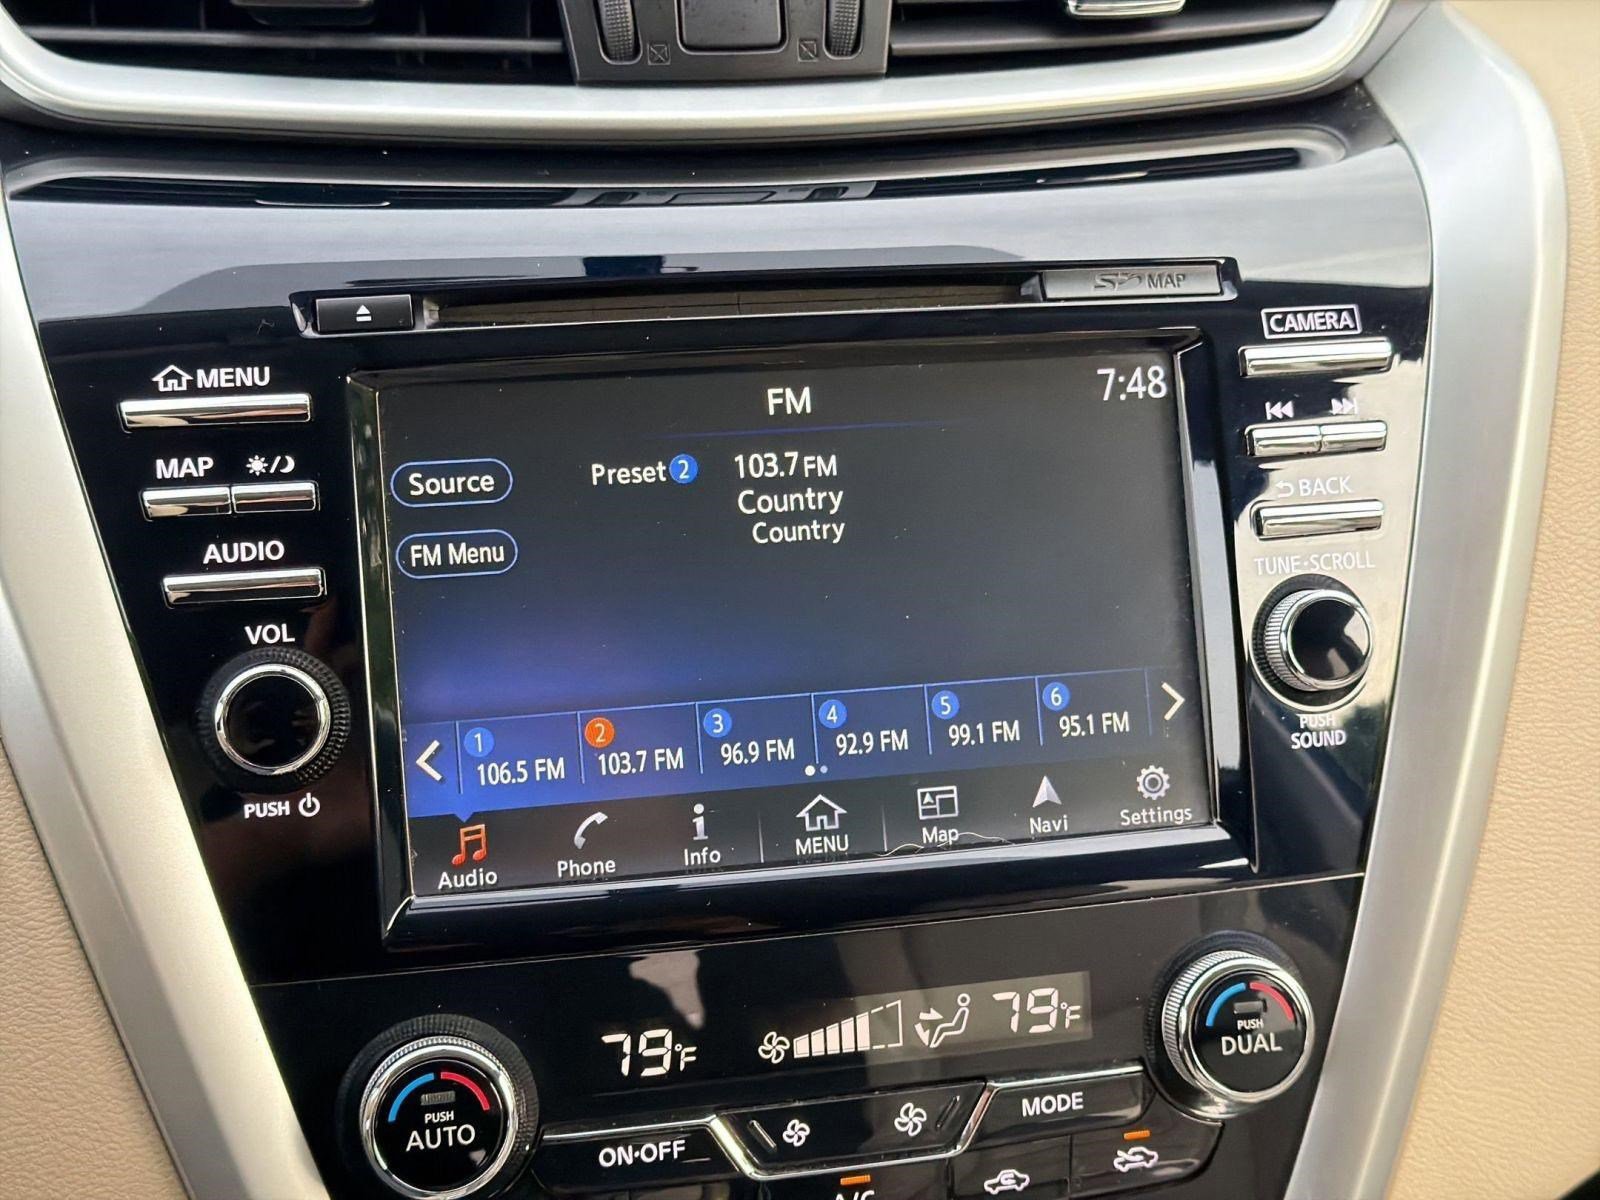 SD MAP
CAMERA
MENU
MAP
AUDIO
VOL
PUSH
BACK
TUNE·SCROLL
PUSH
SOUND
FM
7:48
Source
Preset 2
103.7 FM
Country
Country
FM Menu
1
106.5 FM
2
103.7 FM
3
96.9 FM
4
92.9 FM
5
99.1 FM
6
95.1 FM
Audio
Phone
Info
MENU
Map
Navi
Settings
79°F
79°F
PUSH
AUTO
PUSH
DUAL
ON·OFF
MODE
A/C